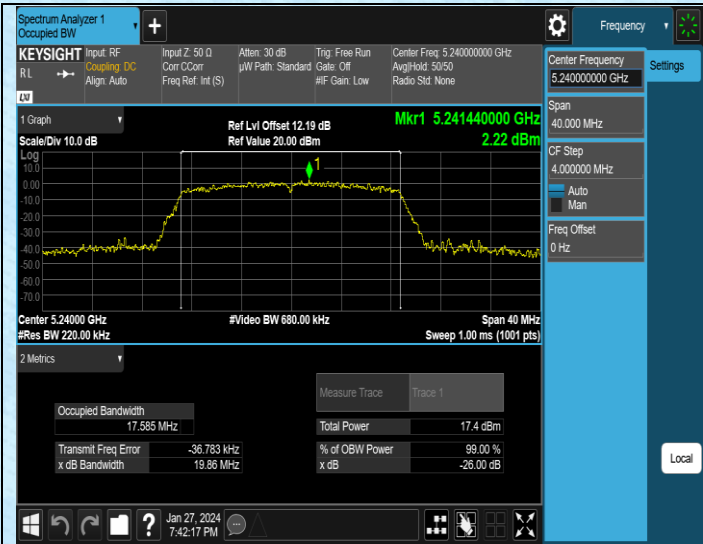 Spectrum Analyzer 1
Occupied BW
Frequency
KEYSIGHT
RL
LXI
Input: RF
Coupling: DC
Align: Auto
Input Z: 50 Ω
Corr CCorr
Freq Ref: Int (S)
Atten: 30 dB
µW Path: Standard
Trig: Free Run
Gate: Off
#IF Gain: Low
Center Freq: 5.240000000 GHz
Avg|Hold: 50/50
Radio Std: None
Center Frequency
5.240000000 GHz
Settings
Span
40.000 MHz
CF Step
4.000000 MHz
Auto
Man
Freq Offset
0 Hz
Local
1 Graph
Scale/Div 10.0 dB
Ref Lvl Offset 12.19 dB
Ref Value 20.00 dBm
Mkr1 5.241440000 GHz
2.22 dBm
Log
10.0
0.00
-10.0
-20.0
-30.0
-40.0
-50.0
-60.0
-70.0
1
Center 5.24000 GHz
#Res BW 220.00 kHz
#Video BW 680.00 kHz
Span 40 MHz
Sweep 1.00 ms (1001 pts)
2 Metrics
Measure Trace Trace 1
Occupied Bandwidth
17.585 MHz
Total Power 17.4 dBm
Transmit Freq Error -36.783 kHz
% of OBW Power 99.00 %
x dB Bandwidth 19.86 MHz
x dB -26.00 dB
?
Jan 27, 2024
7:42:17 PM